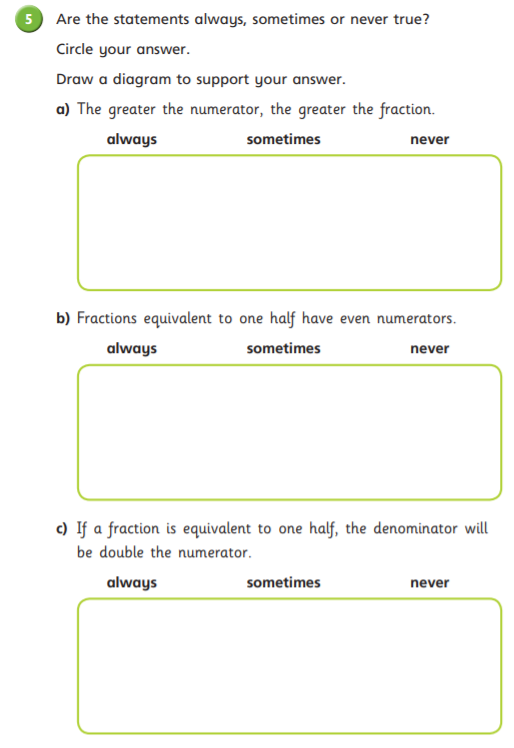 5 Are the statements always, sometimes or never true?
Circle your answer.
Draw a diagram to support your answer.
a) The greater the numerator, the greater the fraction.
always sometimes never
b) Fractions equivalent to one half have even numerators.
always sometimes never
c) If a fraction is equivalent to one half, the denominator will
be double the numerator.
always sometimes never